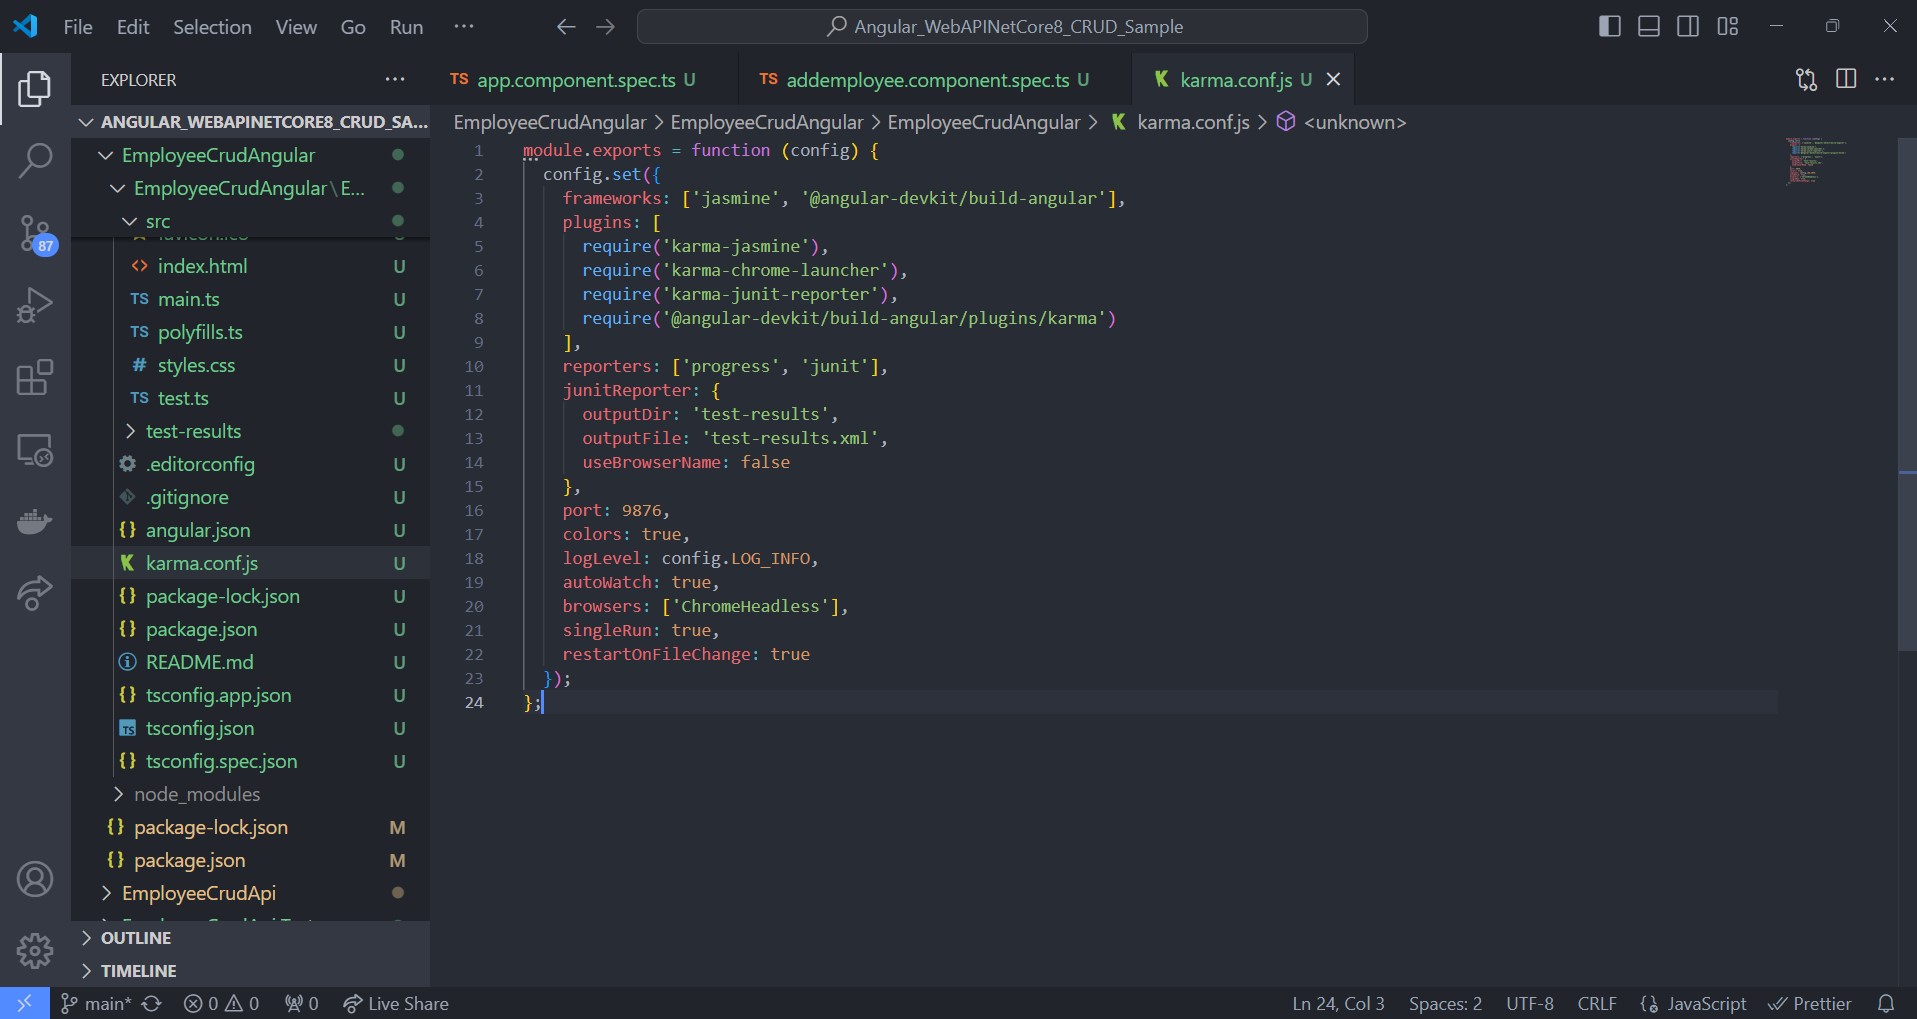 File Edit Selection View Go Run ··· Angular_WebAPINetCore8_CRUD_Sample
EXPLORER ···
TS app.component.spec.ts U
TS addemployee.component.spec.ts U
karma.conf.js U
ANGULAR_WEBAPINETCORE8_CRUD_SA...
EmployeeCrudAngular
EmployeeCrudAngular\E...
src
favicon.ico U
<> index.html U
TS main.ts U
TS polyfills.ts U
# styles.css U
TS test.ts U
test-results
.editorconfig U
.gitignore U
{} angular.json U
karma.conf.js U
{} package-lock.json U
{} package.json U
README.md U
{} tsconfig.app.json U
TS tsconfig.json U
{} tsconfig.spec.json U
node_modules
{} package-lock.json M
{} package.json M
EmployeeCrudApi
OUTLINE
TIMELINE
87
EmployeeCrudAngular > EmployeeCrudAngular > EmployeeCrudAngular > karma.conf.js > <unknown>
1 module.exports = function (config) {
2 config.set({
3 frameworks: ['jasmine', '@angular-devkit/build-angular'],
4 plugins: [
5 require('karma-jasmine'),
6 require('karma-chrome-launcher'),
7 require('karma-junit-reporter'),
8 require('@angular-devkit/build-angular/plugins/karma')
9 ],
10 reporters: ['progress', 'junit'],
11 junitReporter: {
12 outputDir: 'test-results',
13 outputFile: 'test-results.xml',
14 useBrowserName: false
15 },
16 port: 9876,
17 colors: true,
18 logLevel: config.LOG_INFO,
19 autoWatch: true,
20 browsers: ['ChromeHeadless'],
21 singleRun: true,
22 restartOnFileChange: true
23 });
24 };
main* 0 0 0 Live Share Ln 24, Col 3 Spaces: 2 UTF-8 CRLF JavaScript Prettier